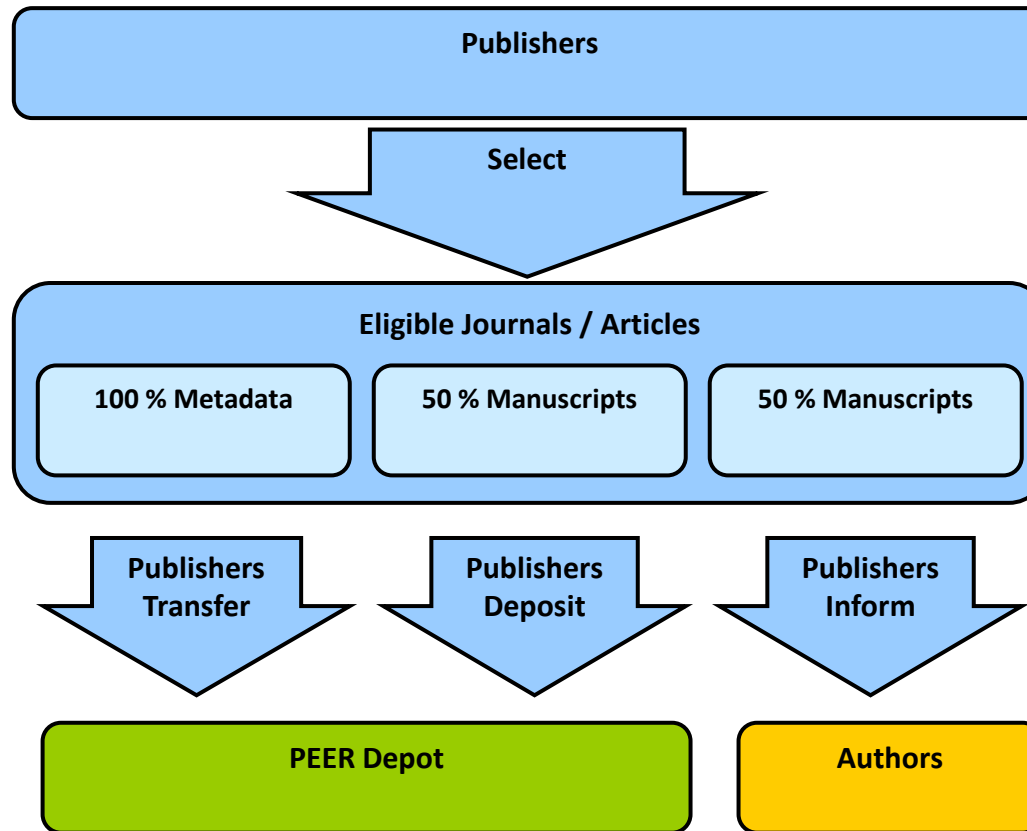 Publishers
Select
Eligible Journals / Articles
100 % Metadata
50 % Manuscripts
50 % Manuscripts
Publishers
Transfer
Publishers
Deposit
Publishers
Inform
PEER Depot
Authors